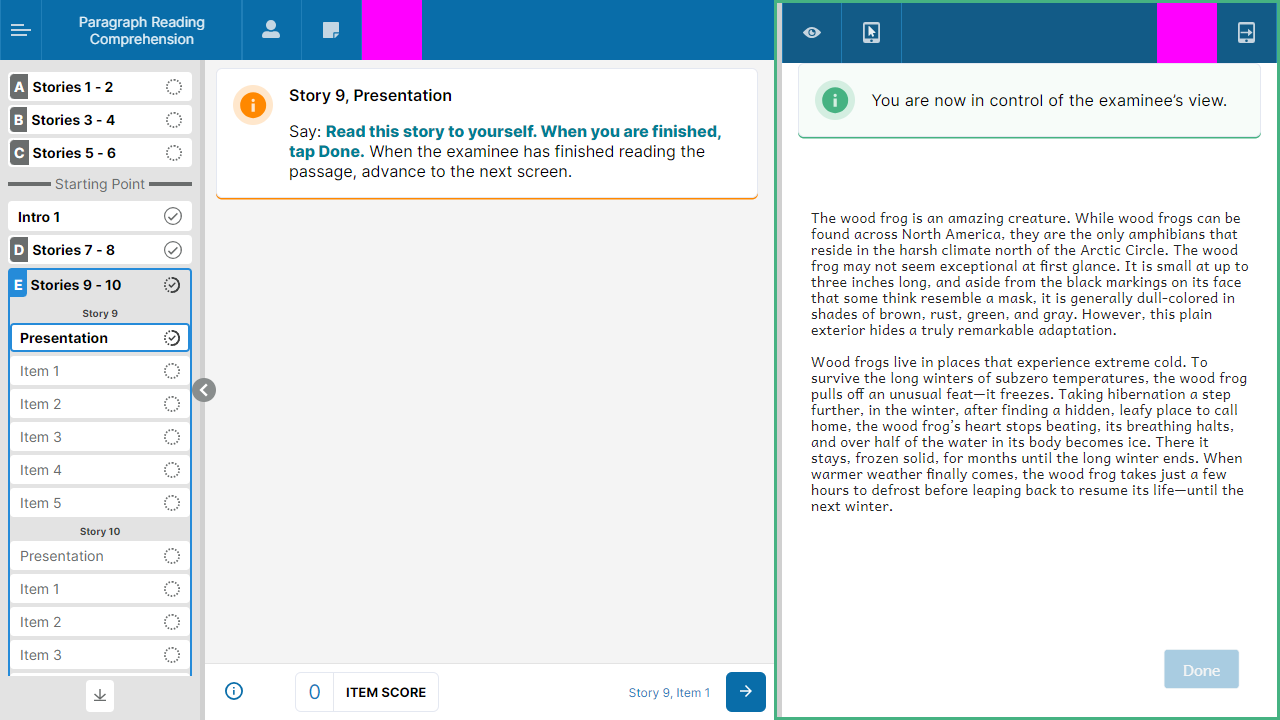 Paragraph Reading
Comprehension
A Stories 1 - 2
B Stories 3 - 4
C Stories 5 - 6
Starting Point
Intro 1
D Stories 7 - 8
E Stories 9 - 10
Story 9
Presentation
Item 1
Item 2
Item 3
Item 4
Item 5
Story 10
Presentation
Item 1
Item 2
Item 3
Story 9, Presentation
Say: Read this story to yourself. When you are finished,
tap Done. When the examinee has finished reading the
passage, advance to the next screen.
0 ITEM SCORE
Story 9, Item 1
You are now in control of the examinee’s view.
The wood frog is an amazing creature. While wood frogs can be
found across North America, they are the only amphibians that
reside in the harsh climate north of the Arctic Circle. The wood
frog may not seem exceptional at first glance. It is small at up to
three inches long, and aside from the black markings on its face
that some think resemble a mask, it is generally dull-colored in
shades of brown, rust, green, and gray. However, this plain
exterior hides a truly remarkable adaptation.
Wood frogs live in places that experience extreme cold. To
survive the long winters of subzero temperatures, the wood frog
pulls off an unusual feat—it freezes. Taking hibernation a step
further, in the winter, after finding a hidden, leafy place to call
home, the wood frog’s heart stops beating, its breathing halts,
and over half of the water in its body becomes ice. There it
stays, frozen solid, for months until the long winter ends. When
warmer weather finally comes, the wood frog takes just a few
hours to defrost before leaping back to resume its life—until the
next winter.
Done